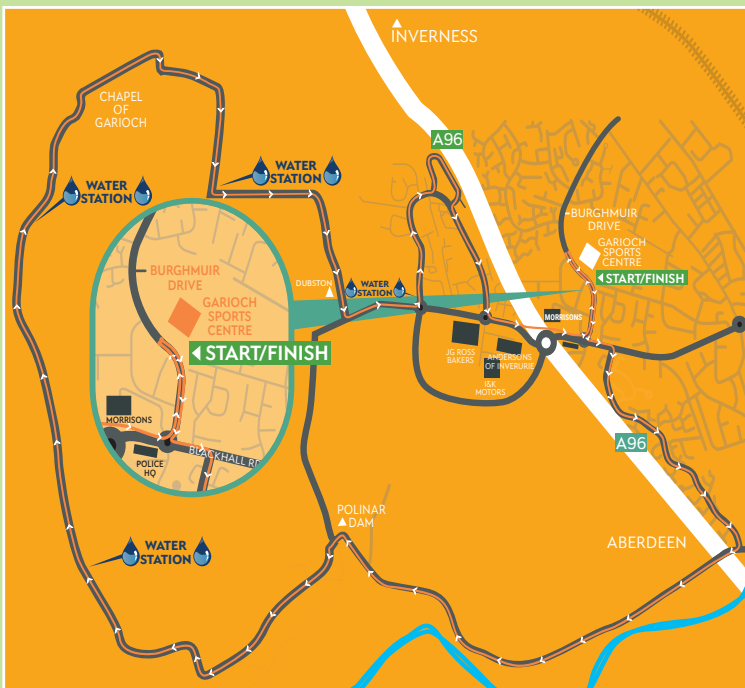 INVERNESS
CHAPEL
OF
GARIOCH
A96
WATER
STATION
WATER
STATION
BURGHMUIR
DRIVE
GARIOCH
SPORTS
CENTRE
START/FINISH
BURGHMUIR
DRIVE
GARIOCH
SPORTS
CENTRE
START/FINISH
DUBSTON
WATER
STATION
MORRISONS
JG ROSS
BAKERS
ANDERSONS
OF INVERURIE
I&K
MOTORS
MORRISONS
POLICE
HQ
BLACKHALL RD
A96
POLINAR
DAM
ABERDEEN
WATER
STATION